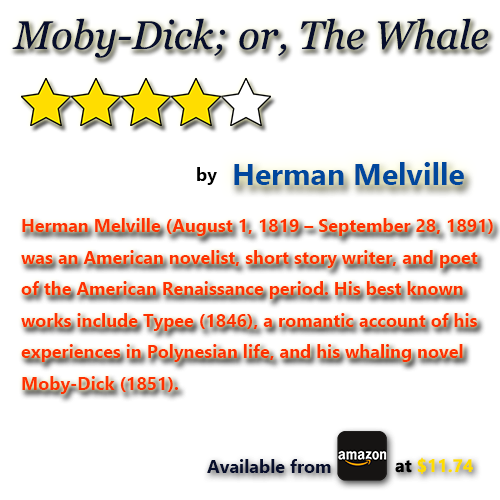 Moby-Dick; or, The Whale
by Herman Melville
Herman Melville (August 1, 1819 – September 28, 1891)
was an American novelist, short story writer, and poet
of the American Renaissance period. His best known
works include Typee (1846), a romantic account of his
experiences in Polynesian life, and his whaling novel
Moby-Dick (1851).
Available from amazon at $11.74